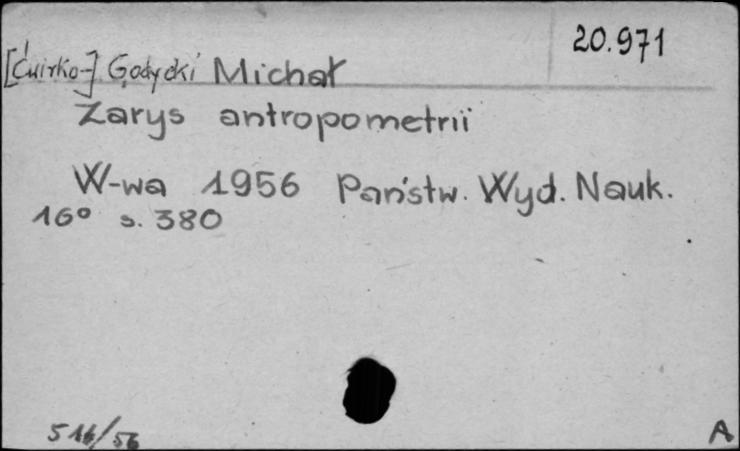 20.971
[Ćwirko-] Godycki Michał
Zarys antropometrii
W-wa 1956 Państw. Wyd. Nauk.
16° s. 380
516/56
A